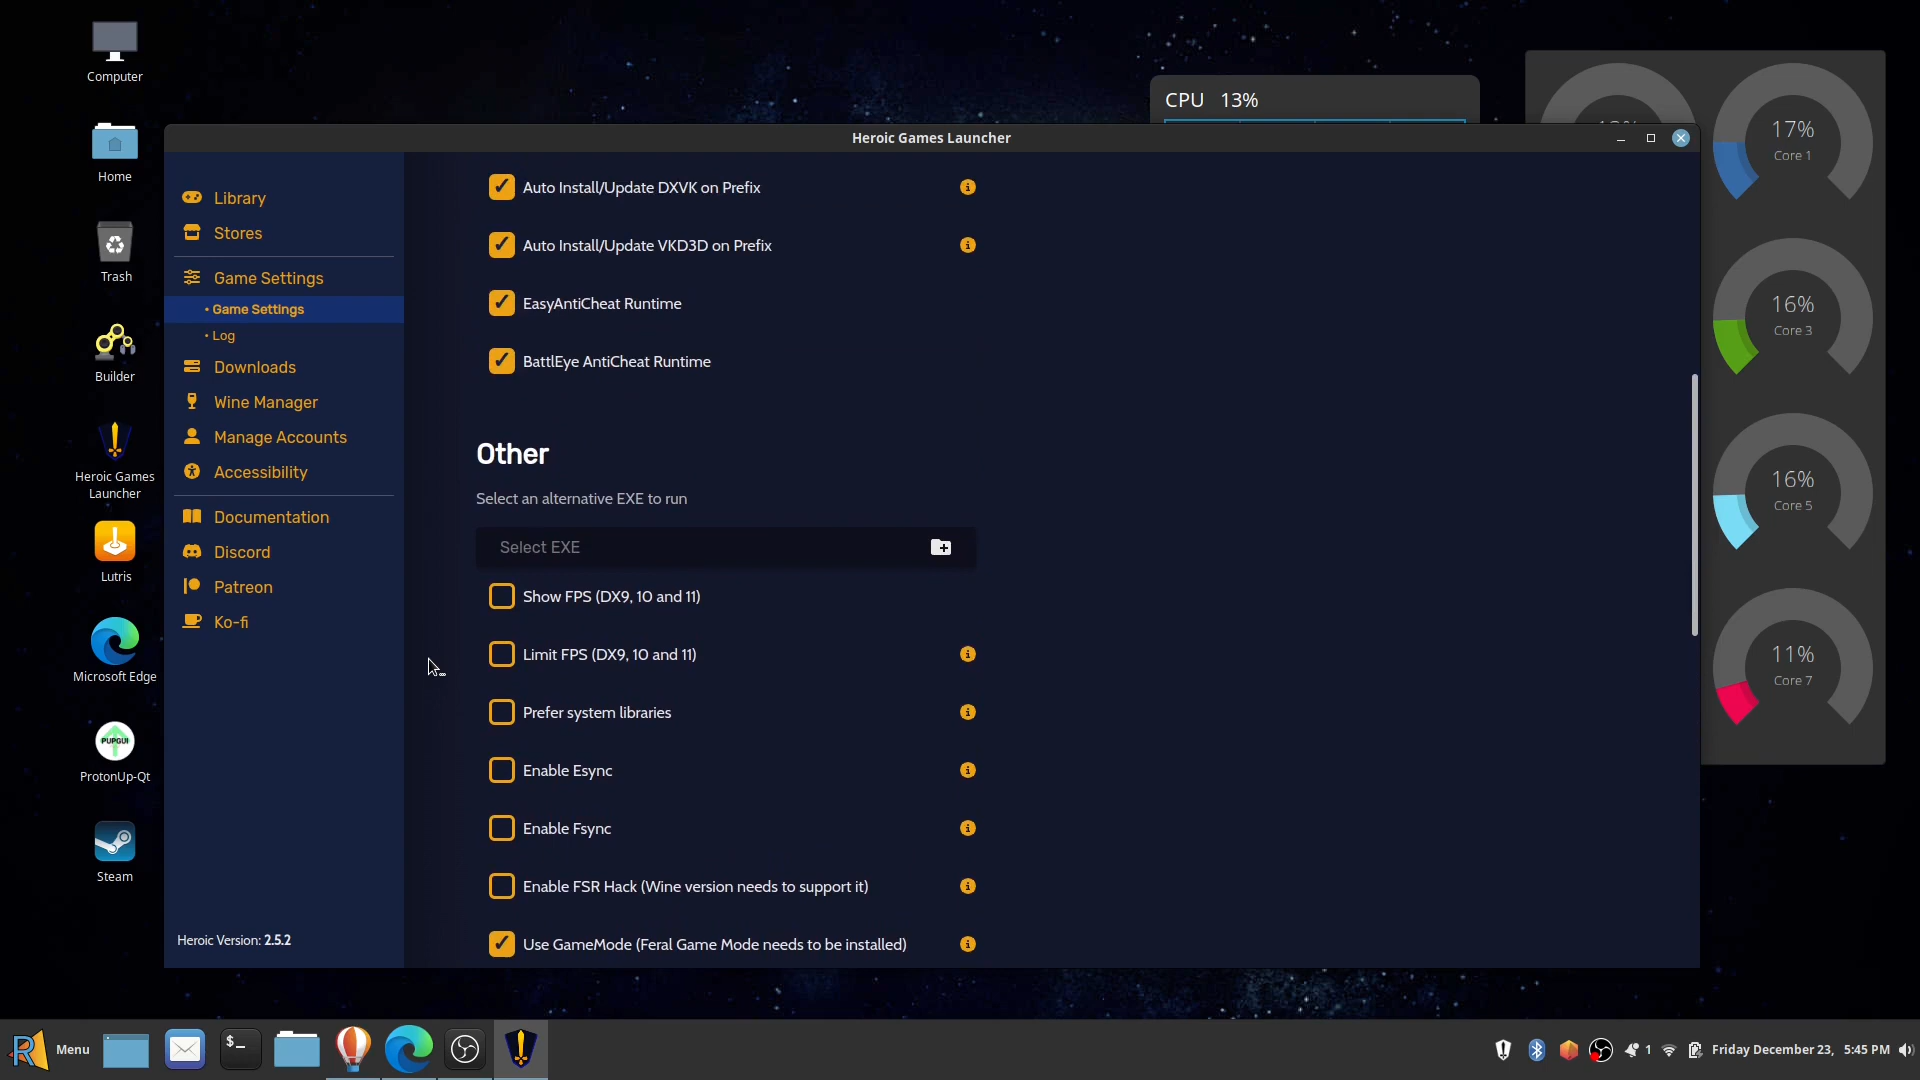 Computer
Home
Trash
Builder
Heroic Games
Launcher
Lutris
Microsoft Edge
PUPGUI
ProtonUp-Qt
Steam
CPU 13%
Heroic Games Launcher
Library
Stores
Game Settings
• Game Settings
• Log
Downloads
Wine Manager
Manage Accounts
Accessibility
Documentation
Discord
Patreon
Ko-fi
Heroic Version: 2.5.2
Auto Install/Update DXVK on Prefix
Auto Install/Update VKD3D on Prefix
EasyAntiCheat Runtime
BattlEye AntiCheat Runtime
Other
Select an alternative EXE to run
Select EXE
Show FPS (DX9, 10 and 11)
Limit FPS (DX9, 10 and 11)
Prefer system libraries
Enable Esync
Enable Fsync
Enable FSR Hack (Wine version needs to support it)
Use GameMode (Feral Game Mode needs to be installed)
17%
Core 1
16%
Core 3
16%
Core 5
11%
Core 7
R Menu
$_
1
Friday December 23, 5:45 PM